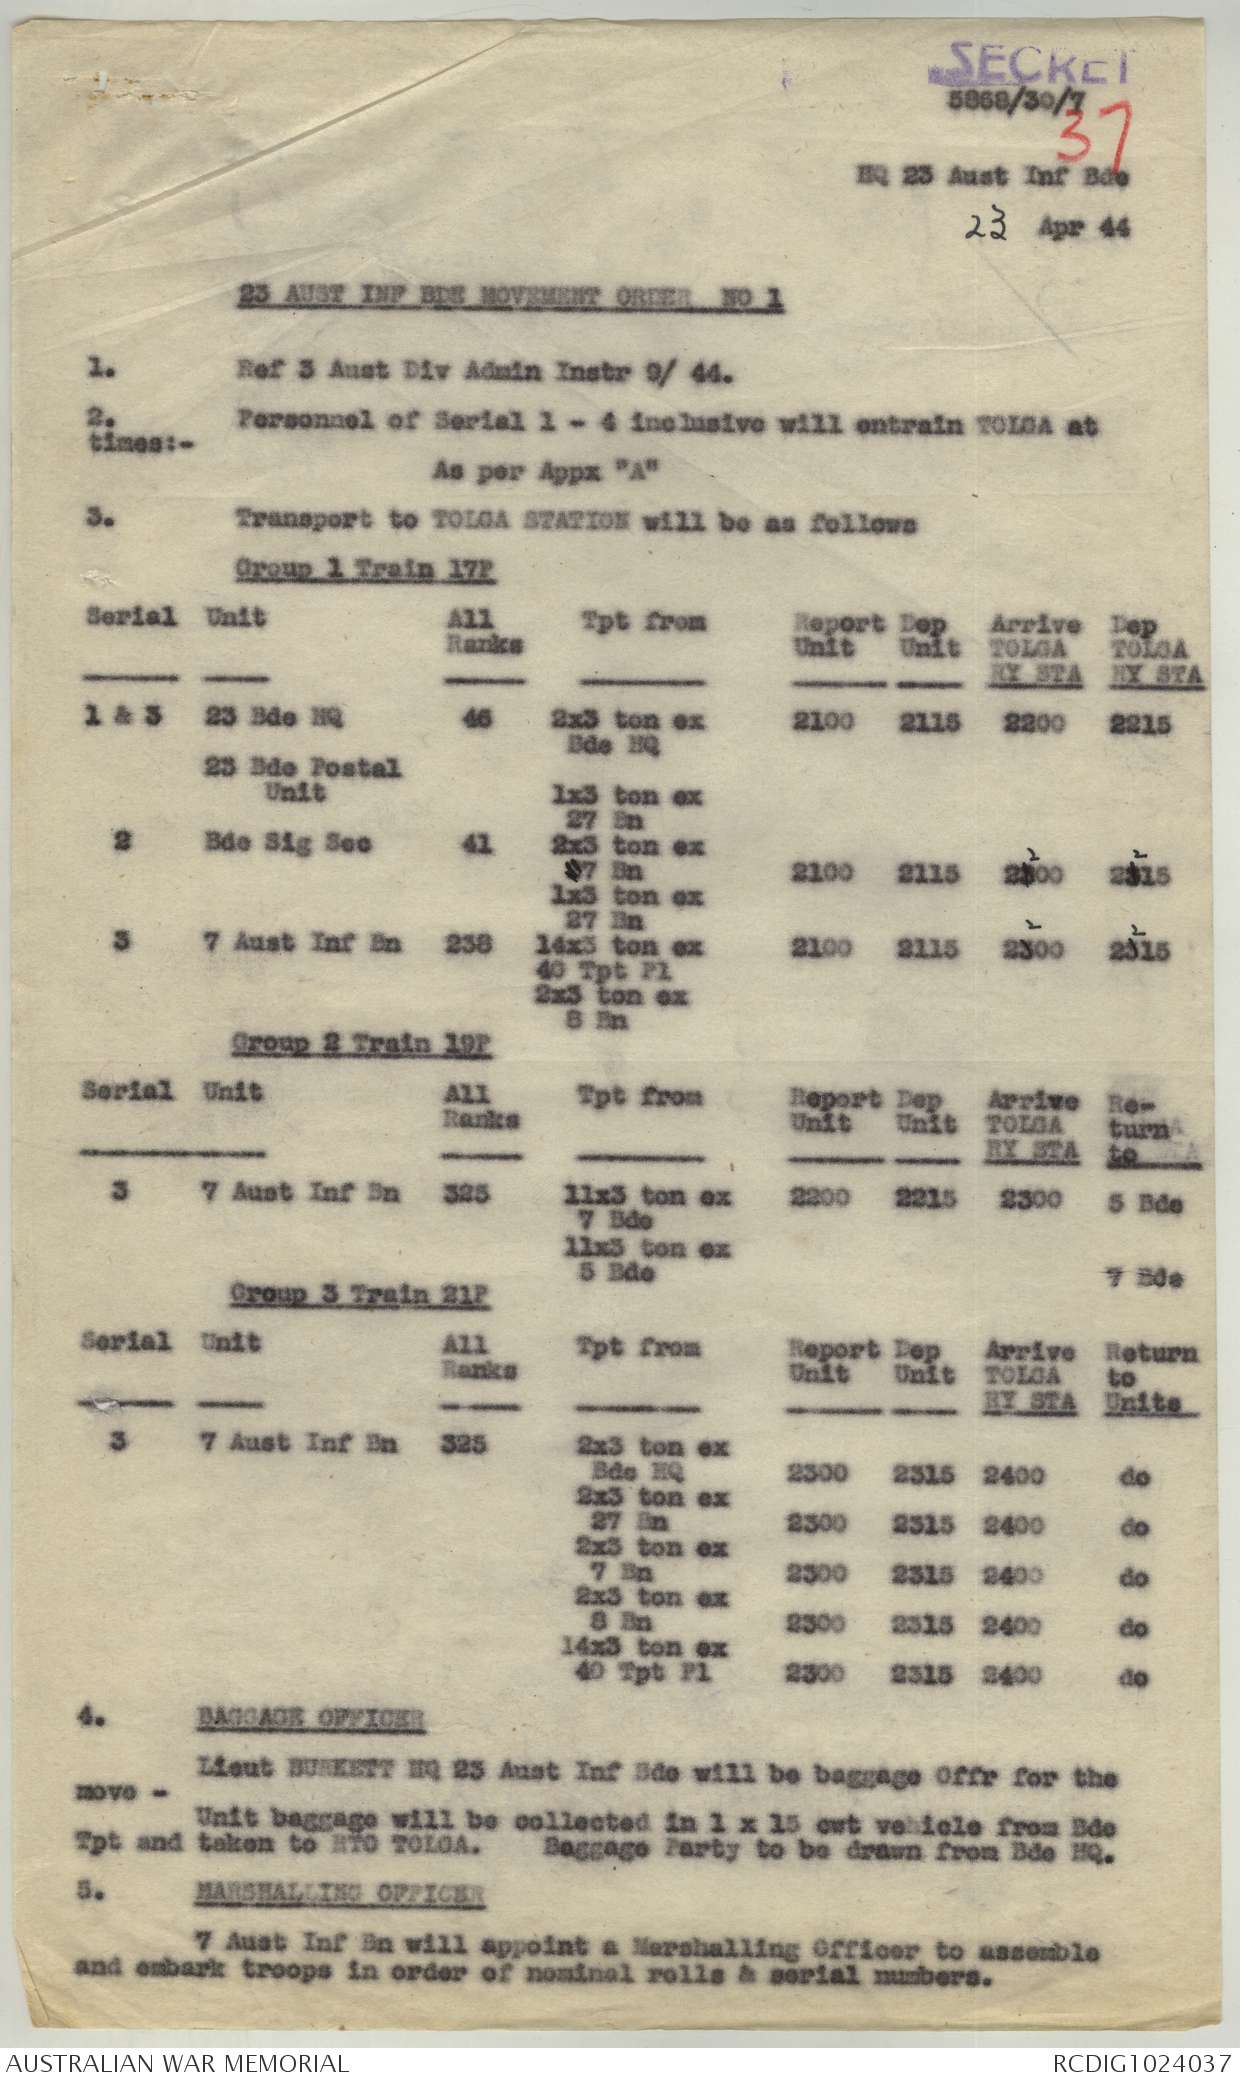 SECRET
5868/30/7
37
HQ 23 Aust Inf Bde
23 Apr 44
23 AUST INF BDE MOVEMENT ORDER NO 1
1. Ref 3 Aust Div Admin Instr 9/ 44.
2. Personnel of Serial 1 - 4 inclusive will entrain TOLGA at
times:-
As per Appx "A"
3. Transport to TOLGA STATION will be as follows
Group 1 Train 17P
Serial Unit All Tpt from Report Dep Arrive Dep
Ranks Unit Unit TOLGA TOLGA
RY STA RY STA
1 & 3 23 Bde HQ 46 2x3 ton ex 2100 2115 2200 2215
Bde HQ
23 Bde Postal
Unit 1x3 ton ex
27 Bn
2 Bde Sig Sec 41 2x3 ton ex
7 Bn 2100 2115 2200 2215
1x3 ton ex
27 Bn
3 7 Aust Inf Bn 238 14x3 ton ex 2100 2115 2200 2215
40 Tpt Pl
2x3 ton ex
8 Bn
Group 2 Train 19P
Serial Unit All Tpt from Report Dep Arrive Re-
Ranks Unit Unit TOLGA turn
RY STA to
3 7 Aust Inf Bn 325 11x3 ton ex 2200 2215 2300 5 Bde
7 Bde
11x3 ton ex
5 Bde 7 Bde
Group 3 Train 21P
Serial Unit All Tpt from Report Dep Arrive Return
Ranks Unit Unit TOLGA to
RY STA Units
3 7 Aust Inf Bn 325 2x3 ton ex
Bde HQ 2300 2315 2400 do
2x3 ton ex
27 Bn 2300 2315 2400 do
2x3 ton ex
7 Bn 2300 2315 2400 do
2x3 ton ex
8 Bn 2300 2315 2400 do
14x3 ton ex
40 Tpt Pl 2300 2315 2400 do
4. BAGGAGE OFFICER
Lieut BURKETT HQ 23 Aust Inf Bde will be baggage Offr for the
move -
Unit baggage will be collected in 1 x 15 cwt vehicle from Bde
Tpt and taken to RTO TOLGA. Baggage Party to be drawn from Bde HQ.
5. MARSHALLING OFFICER
7 Aust Inf Bn will appoint a Marshalling Officer to assemble
and embark troops in order of nominal rolls & serial numbers.
AUSTRALIAN WAR MEMORIAL RCDIG1024037